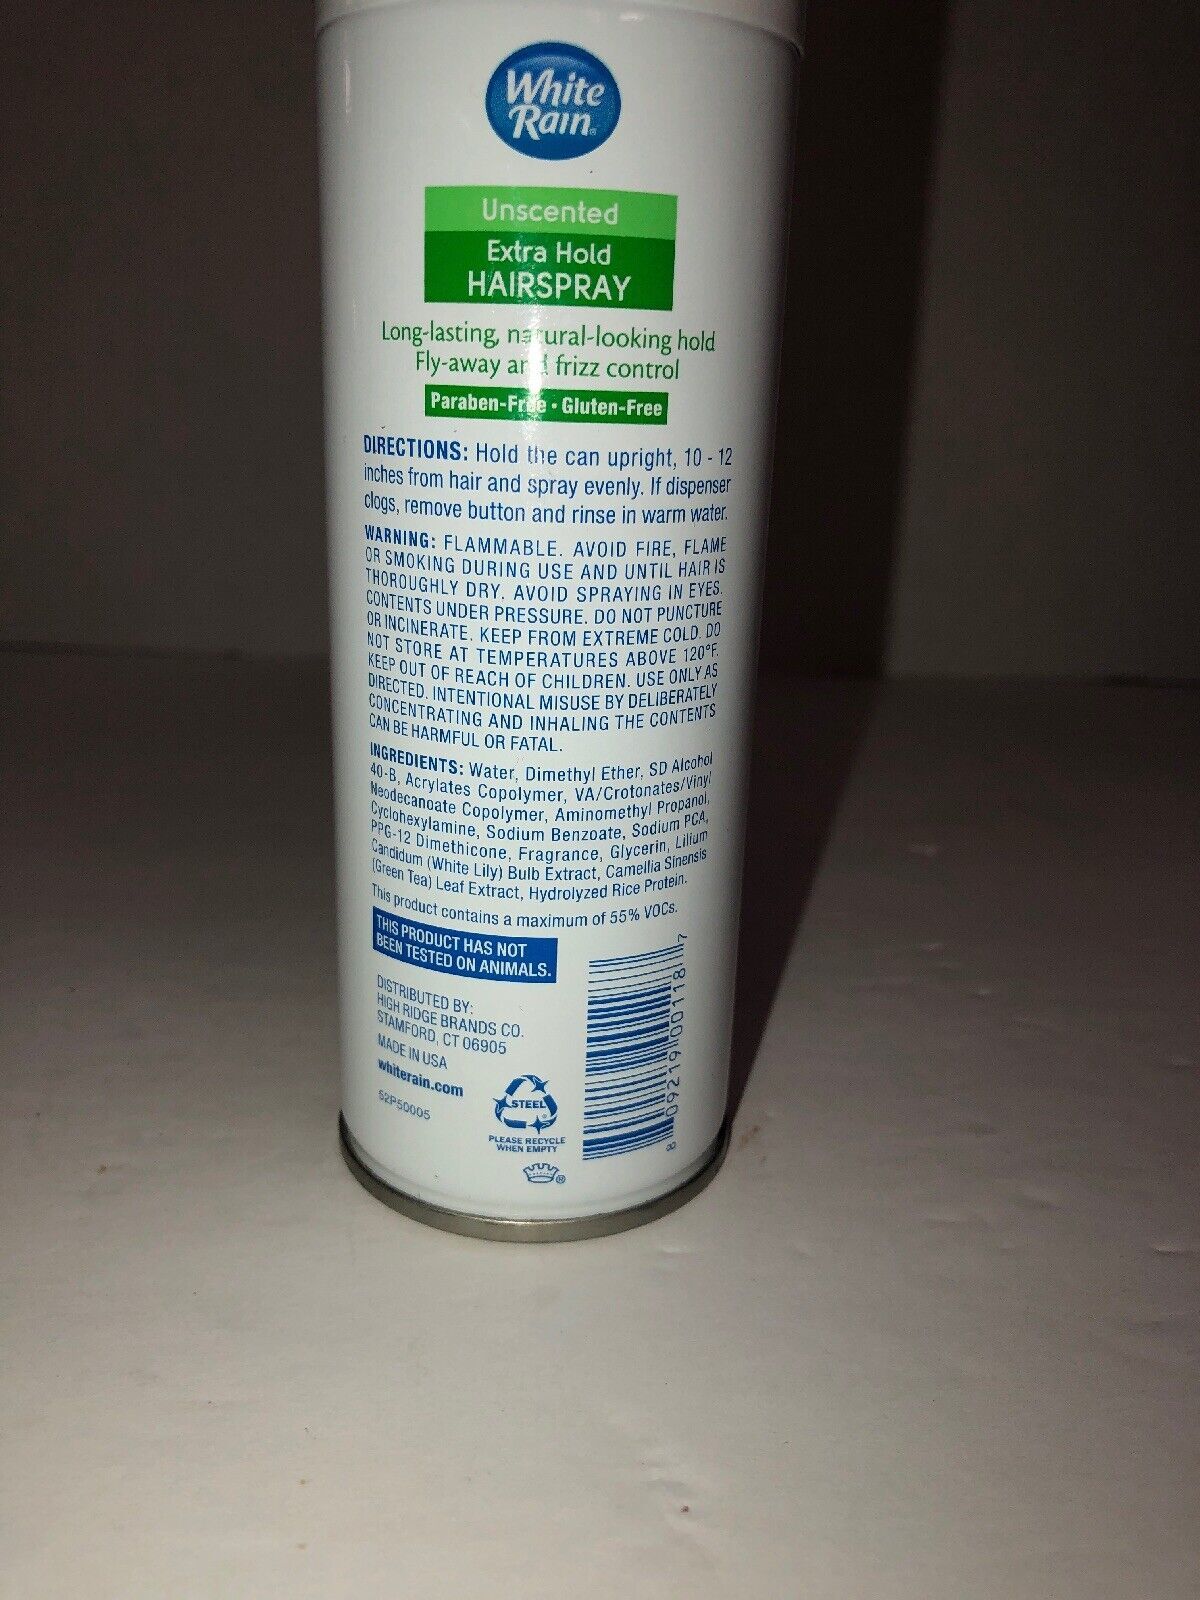 White
Rain
Unscented
Extra Hold
HAIRSPRAY
Long-lasting, natural-looking hold
Fly-away and frizz control
Paraben-Free • Gluten-Free
DIRECTIONS: Hold the can upright, 10 - 12
inches from hair and spray evenly. If dispenser
clogs, remove button and rinse in warm water.
WARNING: FLAMMABLE. AVOID FIRE, FLAME
OR SMOKING DURING USE AND UNTIL HAIR IS
THOROUGHLY DRY. AVOID SPRAYING IN EYES.
CONTENTS UNDER PRESSURE. DO NOT PUNCTURE
OR INCINERATE. KEEP FROM EXTREME COLD. DO
NOT STORE AT TEMPERATURES ABOVE 120°F.
KEEP OUT OF REACH OF CHILDREN. USE ONLY AS
DIRECTED. INTENTIONAL MISUSE BY DELIBERATELY
CONCENTRATING AND INHALING THE CONTENTS
CAN BE HARMFUL OR FATAL.
INGREDIENTS: Water, Dimethyl Ether, SD Alcohol
40-B, Acrylates Copolymer, VA/Crotonates/Vinyl
Neodecanoate Copolymer, Aminomethyl Propanol,
Cyclohexylamine, Sodium Benzoate, Sodium PCA,
PPG-12 Dimethicone, Fragrance, Glycerin, Lilium
Candidum (White Lily) Bulb Extract, Camellia Sinensis
(Green Tea) Leaf Extract, Hydrolyzed Rice Protein.
This product contains a maximum of 55% VOCs.
THIS PRODUCT HAS NOT
BEEN TESTED ON ANIMALS.
DISTRIBUTED BY:
HIGH RIDGE BRANDS CO.
STAMFORD, CT 06905
MADE IN USA
whiterain.com
52P50005
STEEL
PLEASE RECYCLE
WHEN EMPTY
®
8 09219 00118 7